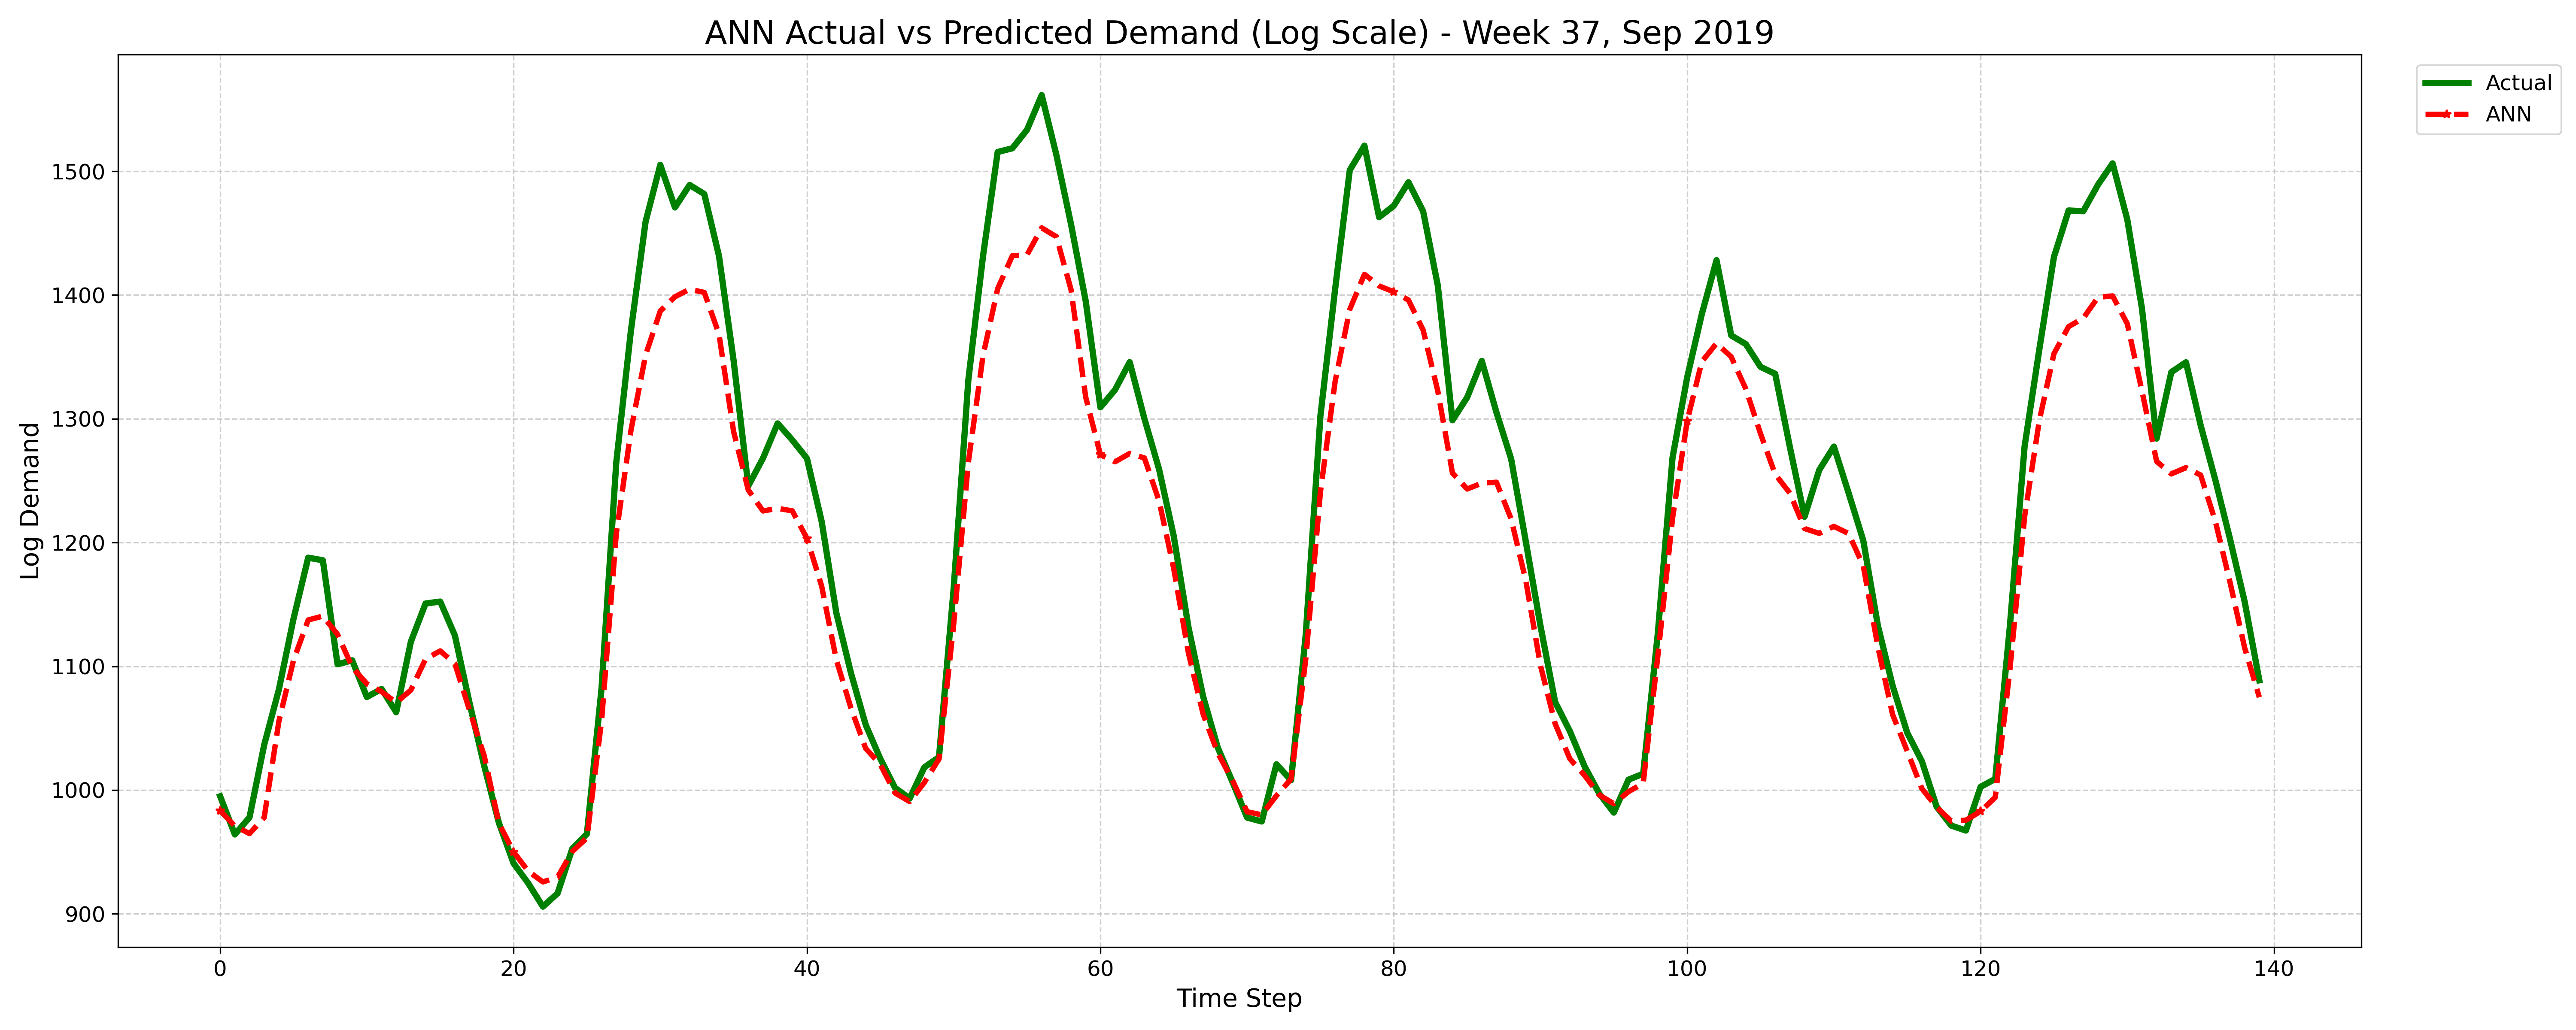 ANN Actual vs Predicted Demand (Log Scale) - Week 37, Sep 2019
Actual
ANN
Log Demand
1500
1400
1300
1200
1100
1000
900
0 20 40 60 80 100 120 140
Time Step